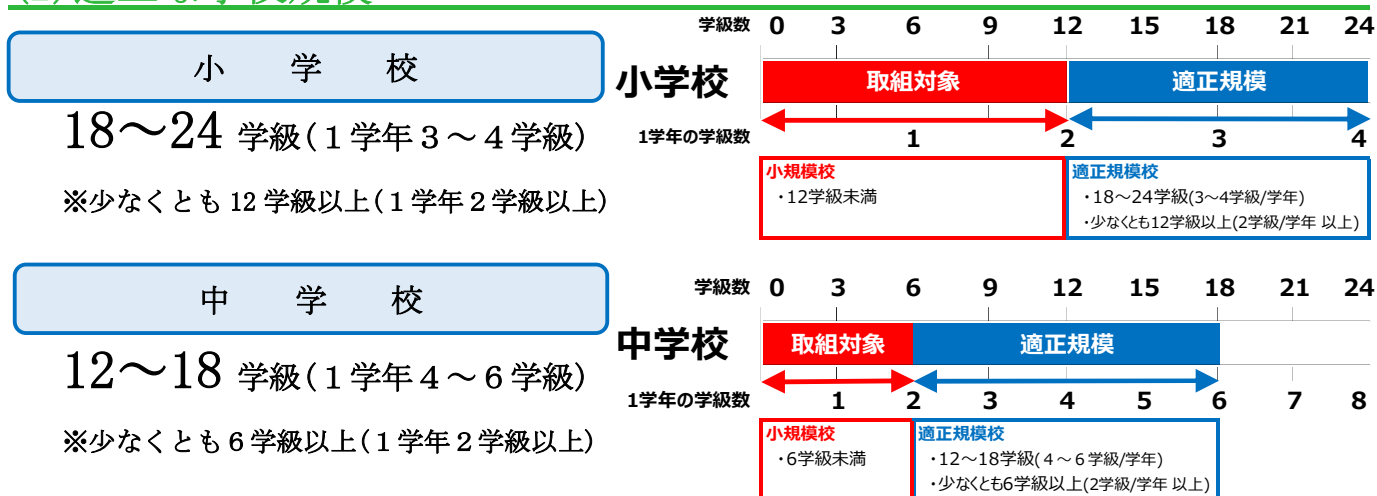 (2)適正な学校規模
小　学　校
18～24 学級(１学年３～４学級)
※少なくとも 12 学級以上(１学年２学級以上)
学級数 0 3 6 9 12 15 18 21 24
小学校 取組対象 適正規模
1学年の学級数 1 2 3 4
小規模校
・12学級未満
適正規模校
・18～24学級(3～4学級/学年)
・少なくとも12学級以上(2学級/学年 以上)
中　学　校
12～18 学級(１学年４～６学級)
※少なくとも６学級以上(１学年２学級以上)
学級数 0 3 6 9 12 15 18 21 24
中学校 取組対象 適正規模
1学年の学級数 1 2 3 4 5 6 7 8
小規模校
・6学級未満
適正規模校
・12～18学級(４～６学級/学年)
・少なくとも6学級以上(2学級/学年 以上)